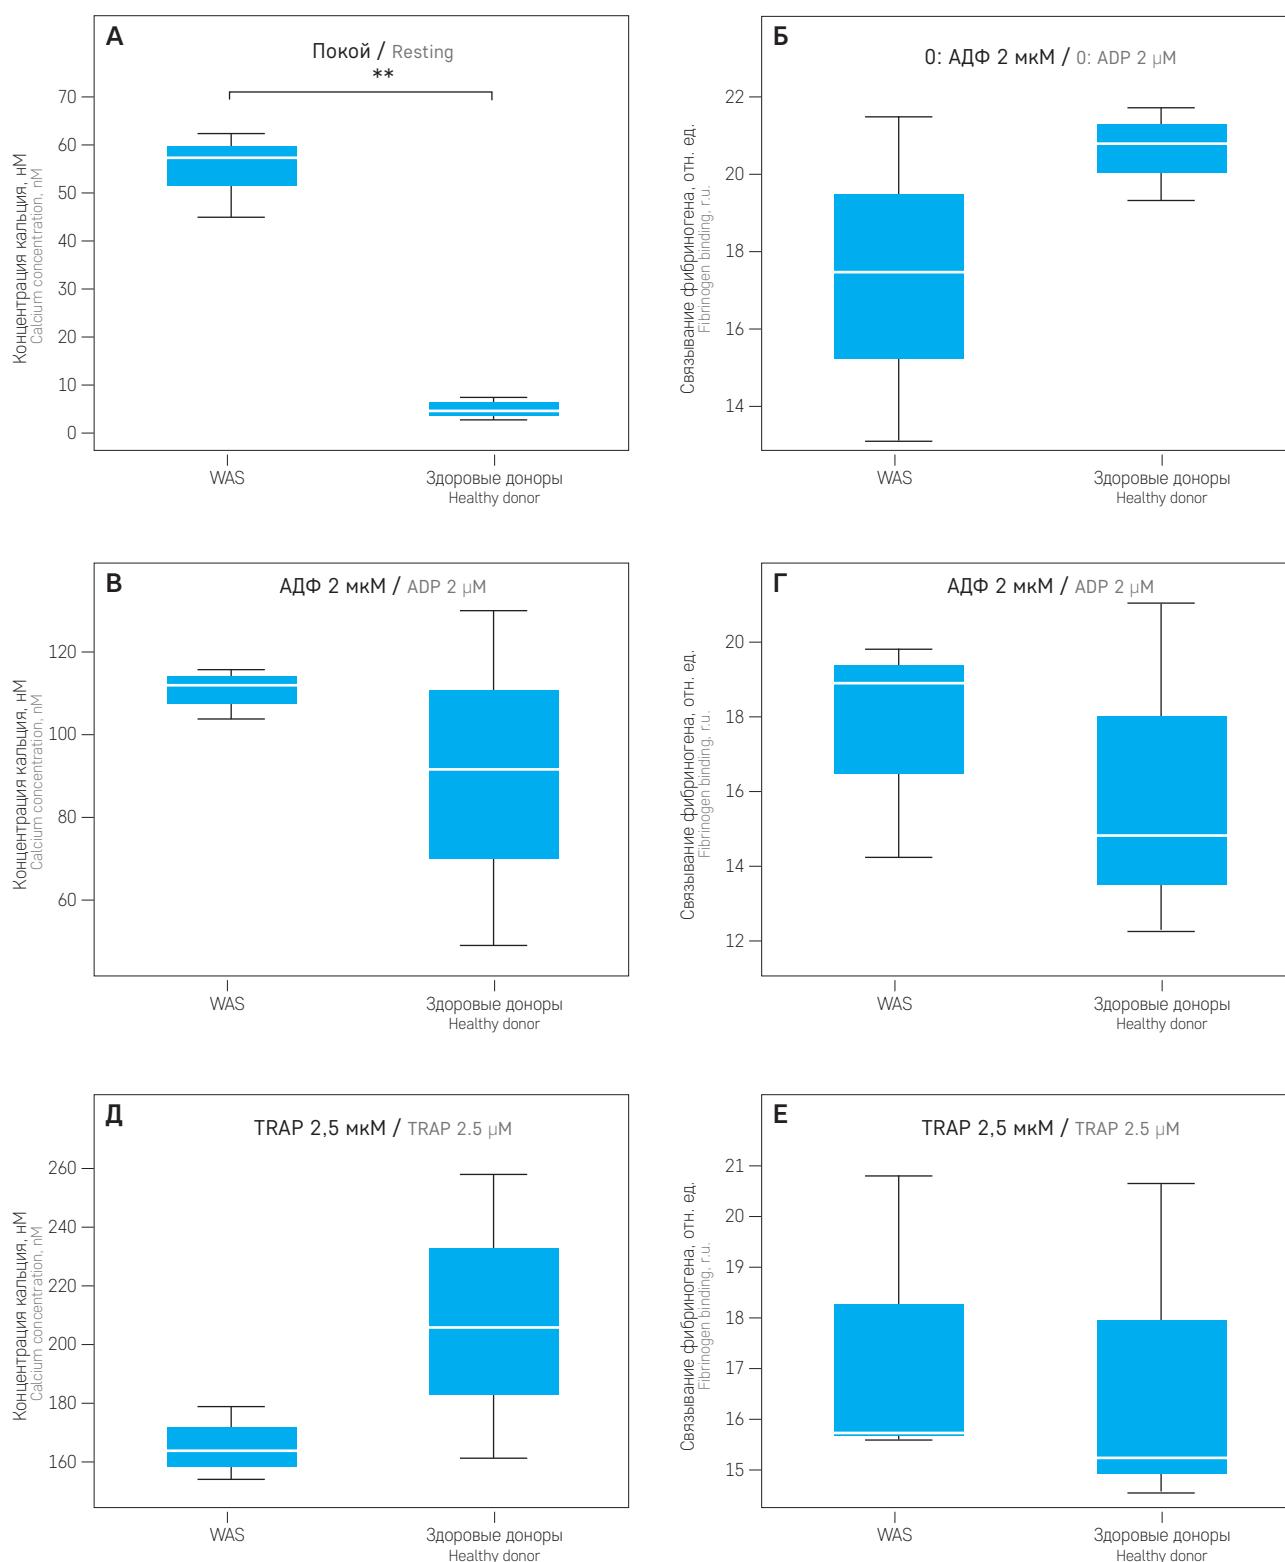 А
Покой / Resting
**
Концентрация кальция, нМ
Calcium concentration, nM
70
60
50
40
30
20
10
0
WAS
Здоровые доноры
Healthy donor
Б
0: АДФ 2 мкМ / 0: ADP 2 µM
Связывание фибриногена, отн. ед.
Fibrinogen binding, r.u.
22
20
18
16
14
WAS
Здоровые доноры
Healthy donor
В
АДФ 2 мкМ / ADP 2 µM
Концентрация кальция, нМ
Calcium concentration, nM
120
100
80
60
WAS
Здоровые доноры
Healthy donor
Г
АДФ 2 мкМ / ADP 2 µM
Связывание фибриногена, отн. ед.
Fibrinogen binding, r.u.
20
18
16
14
12
WAS
Здоровые доноры
Healthy donor
Д
TRAP 2,5 мкМ / TRAP 2.5 µM
Концентрация кальция, нМ
Calcium concentration, nM
260
240
220
200
180
160
WAS
Здоровые доноры
Healthy donor
Е
TRAP 2,5 мкМ / TRAP 2.5 µM
Связывание фибриногена, отн. ед.
Fibrinogen binding, r.u.
21
20
19
18
17
16
15
WAS
Здоровые доноры
Healthy donor